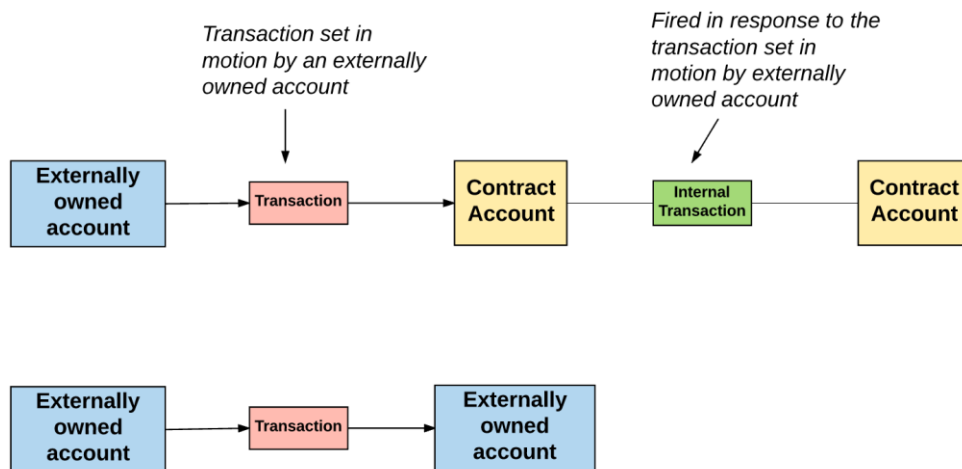 Transaction set in
motion by an externally
owned account
Fired in response to the
transaction set in
motion by externally
owned account
Externally
owned
account
Transaction
Contract
Account
Internal
Transaction
Contract
Account
Externally
owned
account
Transaction
Externally
owned
account